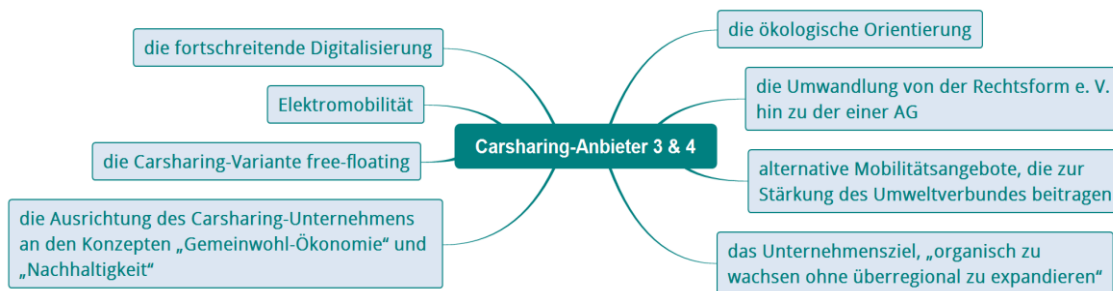 die fortschreitende Digitalisierung
Elektromobilität
die Carsharing-Variante free-floating
die Ausrichtung des Carsharing-Unternehmens
an den Konzepten „Gemeinwohl-Ökonomie“ und
„Nachhaltigkeit“
Carsharing-Anbieter 3 & 4
die ökologische Orientierung
die Umwandlung von der Rechtsform e. V.
hin zu der einer AG
alternative Mobilitätsangebote, die zur
Stärkung des Umweltverbundes beitragen
das Unternehmensziel, „organisch zu
wachsen ohne überregional zu expandieren“